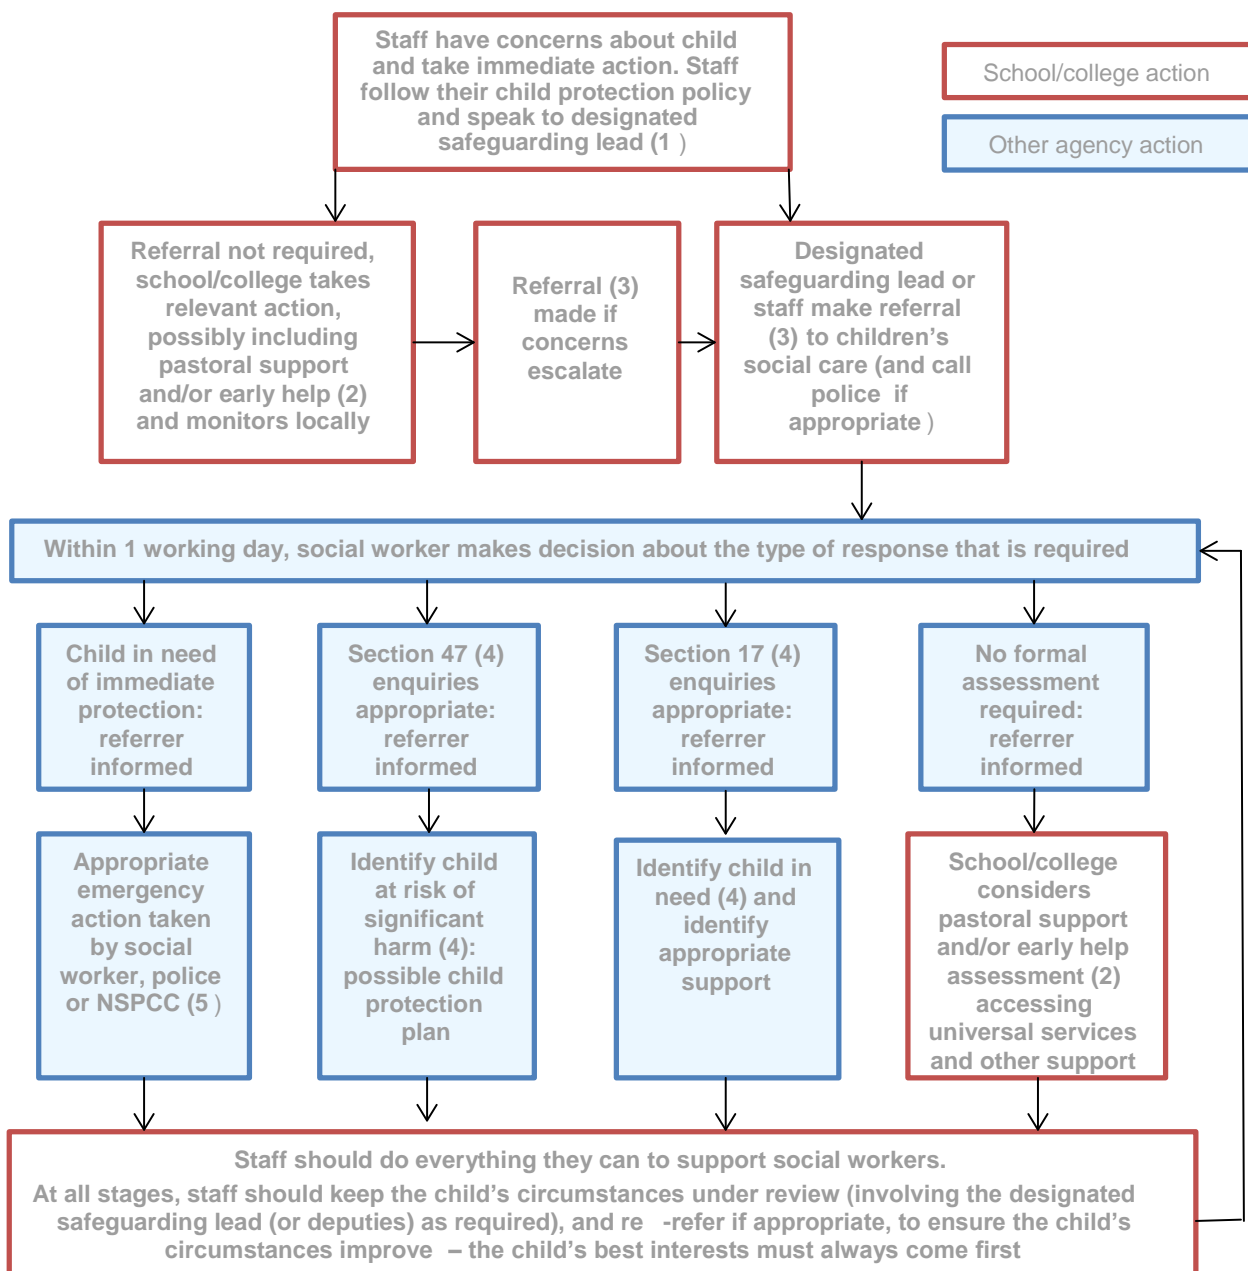 Staff have concerns about child
and take immediate action. Staff
follow their child protection policy
and speak to designated
safeguarding lead (1 )
School/college action
Other agency action
Referral not required,
school/college takes
relevant action,
possibly including
pastoral support
and/or early help (2)
and monitors locally
Referral (3)
made if
concerns
escalate
Designated
safeguarding lead or
staff make referral
(3) to children’s
social care (and call
police if
appropriate )
Within 1 working day, social worker makes decision about the type of response that is required
Child in need
of immediate
protection:
referrer
informed
Section 47 (4)
enquiries
appropriate:
referrer
informed
Section 17 (4)
enquiries
appropriate:
referrer
informed
No formal
assessment
required:
referrer
informed
Appropriate
emergency
action taken
by social
worker, police
or NSPCC (5 )
Identify child
at risk of
significant
harm (4):
possible child
protection
plan
Identify child in
need (4) and
identify
appropriate
support
School/college
considers
pastoral support
and/or early help
assessment (2)
accessing
universal services
and other support
Staff should do everything they can to support social workers.
At all stages, staff should keep the child’s circumstances under review (involving the designated
safeguarding lead (or deputies) as required), and re -refer if appropriate, to ensure the child’s
circumstances improve – the child’s best interests must always come first